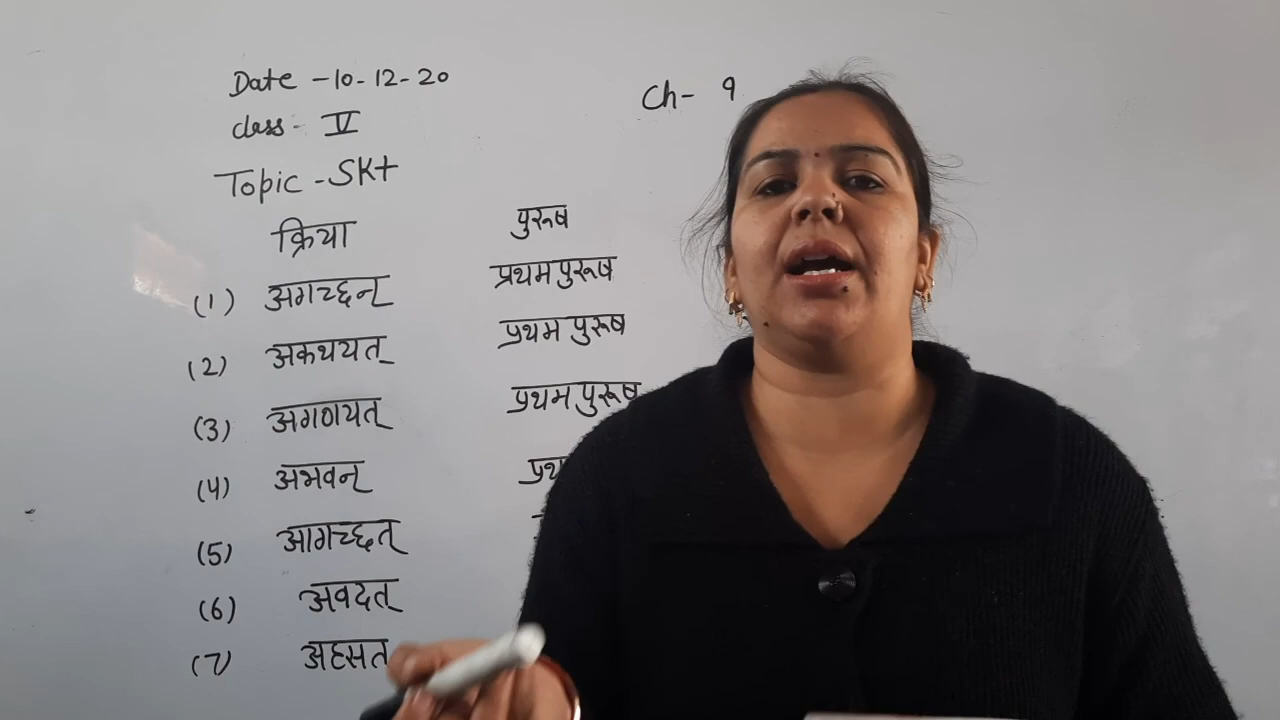 Date -10-12-20
Ch- 9
Class- V
Topic - SKt
क्रिया पुरूष
(1) अगच्छन् प्रथम पुरूष
(2) अकथयत् प्रथम पुरूष
(3) अगणयत् प्रथम पुरूष
(4) अभवन् प्रथ
(5) आगच्छत्
(6) अवदत्
(7) अहसत